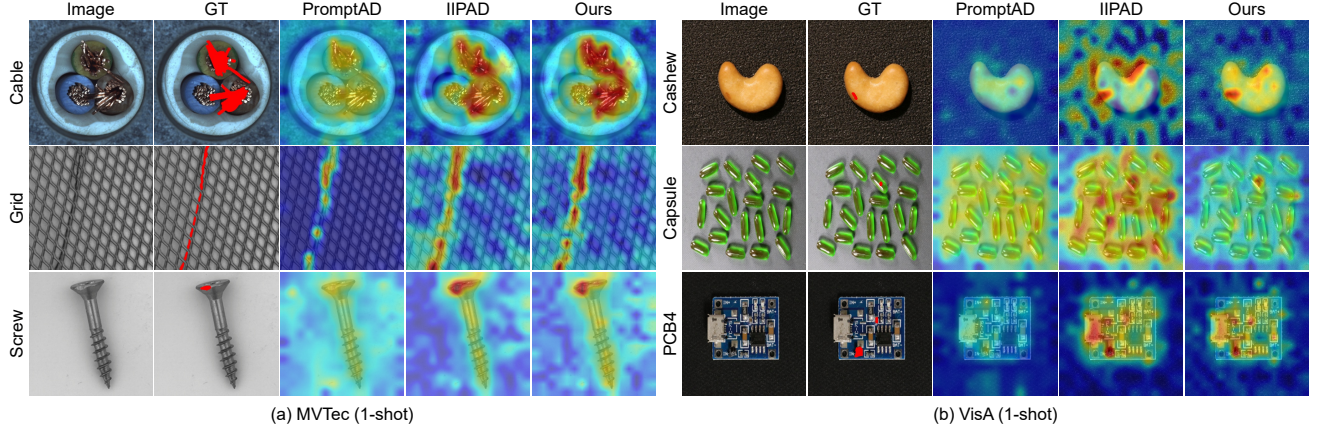 Image GT PromptAD IIPAD Ours
Cable
Grid
Screw
(a) MVTec (1-shot)
Image GT PromptAD IIPAD Ours
Cashew
Capsule
PCB4
(b) VisA (1-shot)